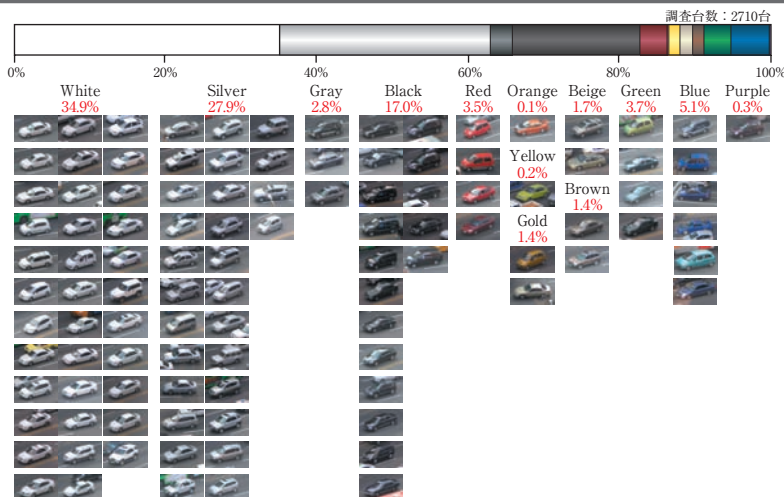 調査台数：2710台
0% 20% 40% 60% 80% 100%
White Silver Gray Black Red Orange Beige Green Blue Purple
34.9% 27.9% 2.8% 17.0% 3.5% 0.1% 1.7% 3.7% 5.1% 0.3%
Yellow
0.2%
Brown
1.4%
Gold
1.4%